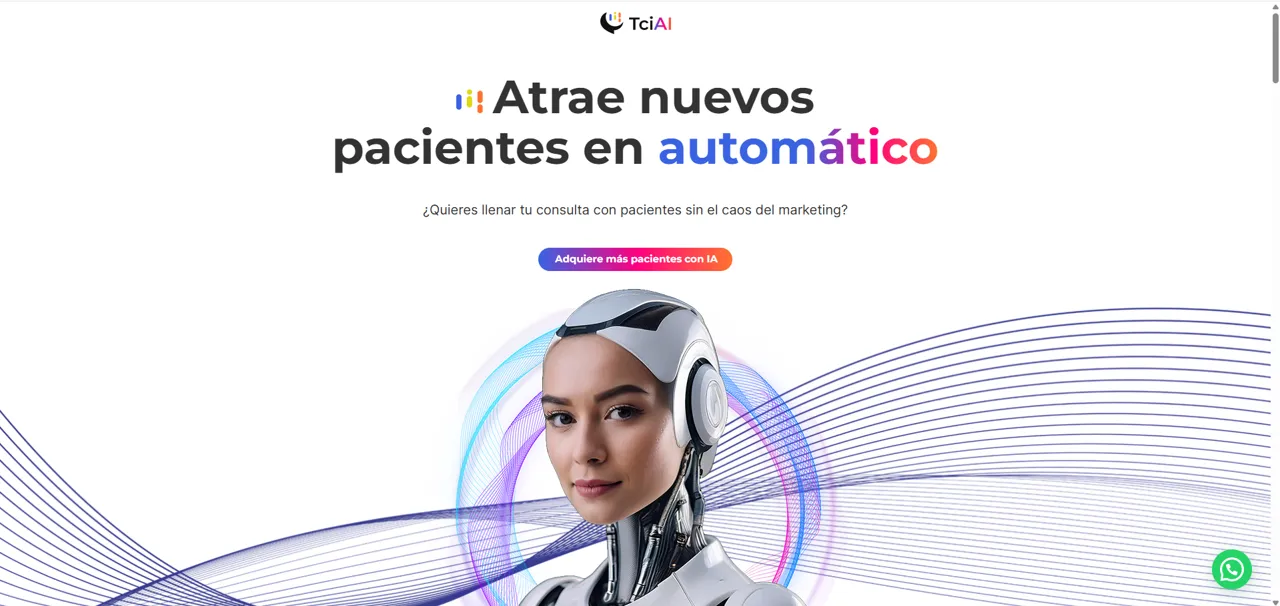 TciAI
Atrae nuevos
pacientes en automático
¿Quieres llenar tu consulta con pacientes sin el caos del marketing?
Adquiere más pacientes con IA